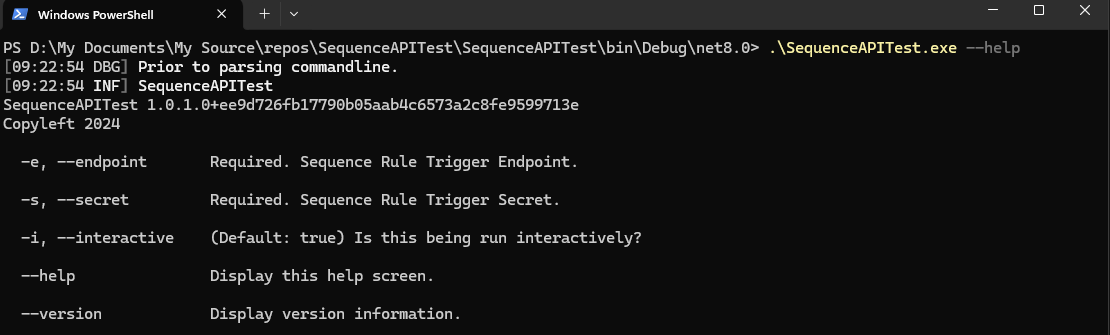 Windows PowerShell
PS D:\My Documents\My Source\repos\SequenceAPITest\SequenceAPITest\bin\Debug\net8.0> .\SequenceAPITest.exe --help
[09:22:54 DBG] Prior to parsing commandline.
[09:22:54 INF] SequenceAPITest
SequenceAPITest 1.0.1.0+ee9d726fb17790b05aab4c6573a2c8fe9599713e
Copyleft 2024
-e, --endpoint Required. Sequence Rule Trigger Endpoint.
-s, --secret Required. Sequence Rule Trigger Secret.
-i, --interactive (Default: true) Is this being run interactively?
--help Display this help screen.
--version Display version information.